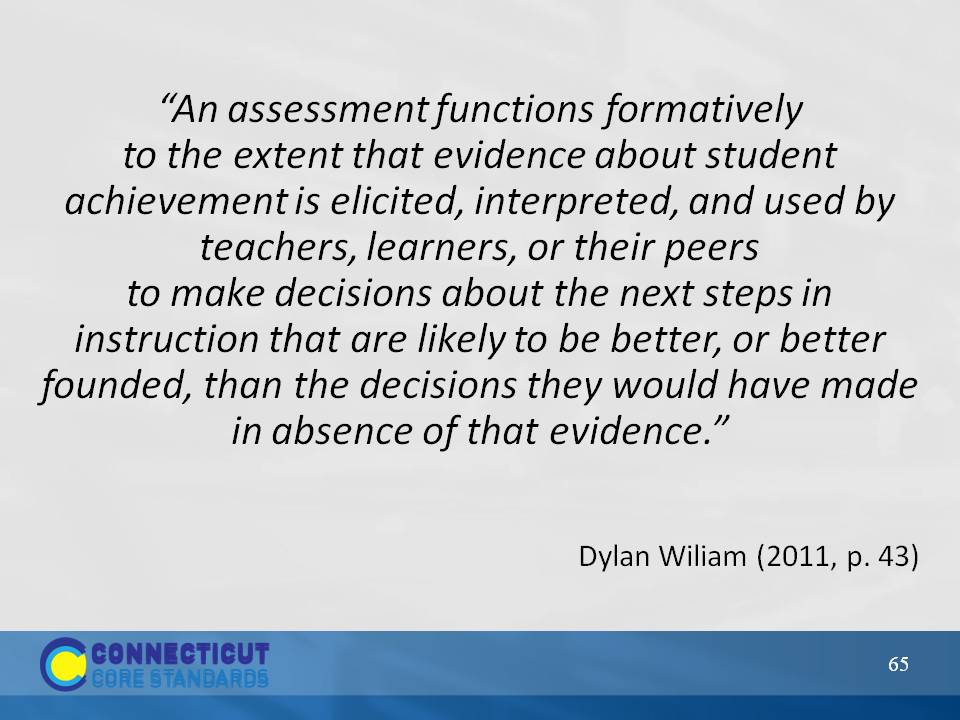 “An assessment functions formatively
to the extent that evidence about student
achievement is elicited, interpreted, and used by
teachers, learners, or their peers
to make decisions about the next steps in
instruction that are likely to be better, or better
founded, than the decisions they would have made
in absence of that evidence.”
Dylan Wiliam (2011, p. 43)
CONNECTICUT
CORE STANDARDS
65